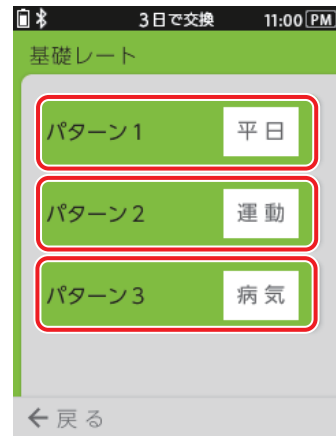 3日で交換 11:00 PM
基礎レート
パターン1 平日
パターン2 運動
パターン3 病気
戻る